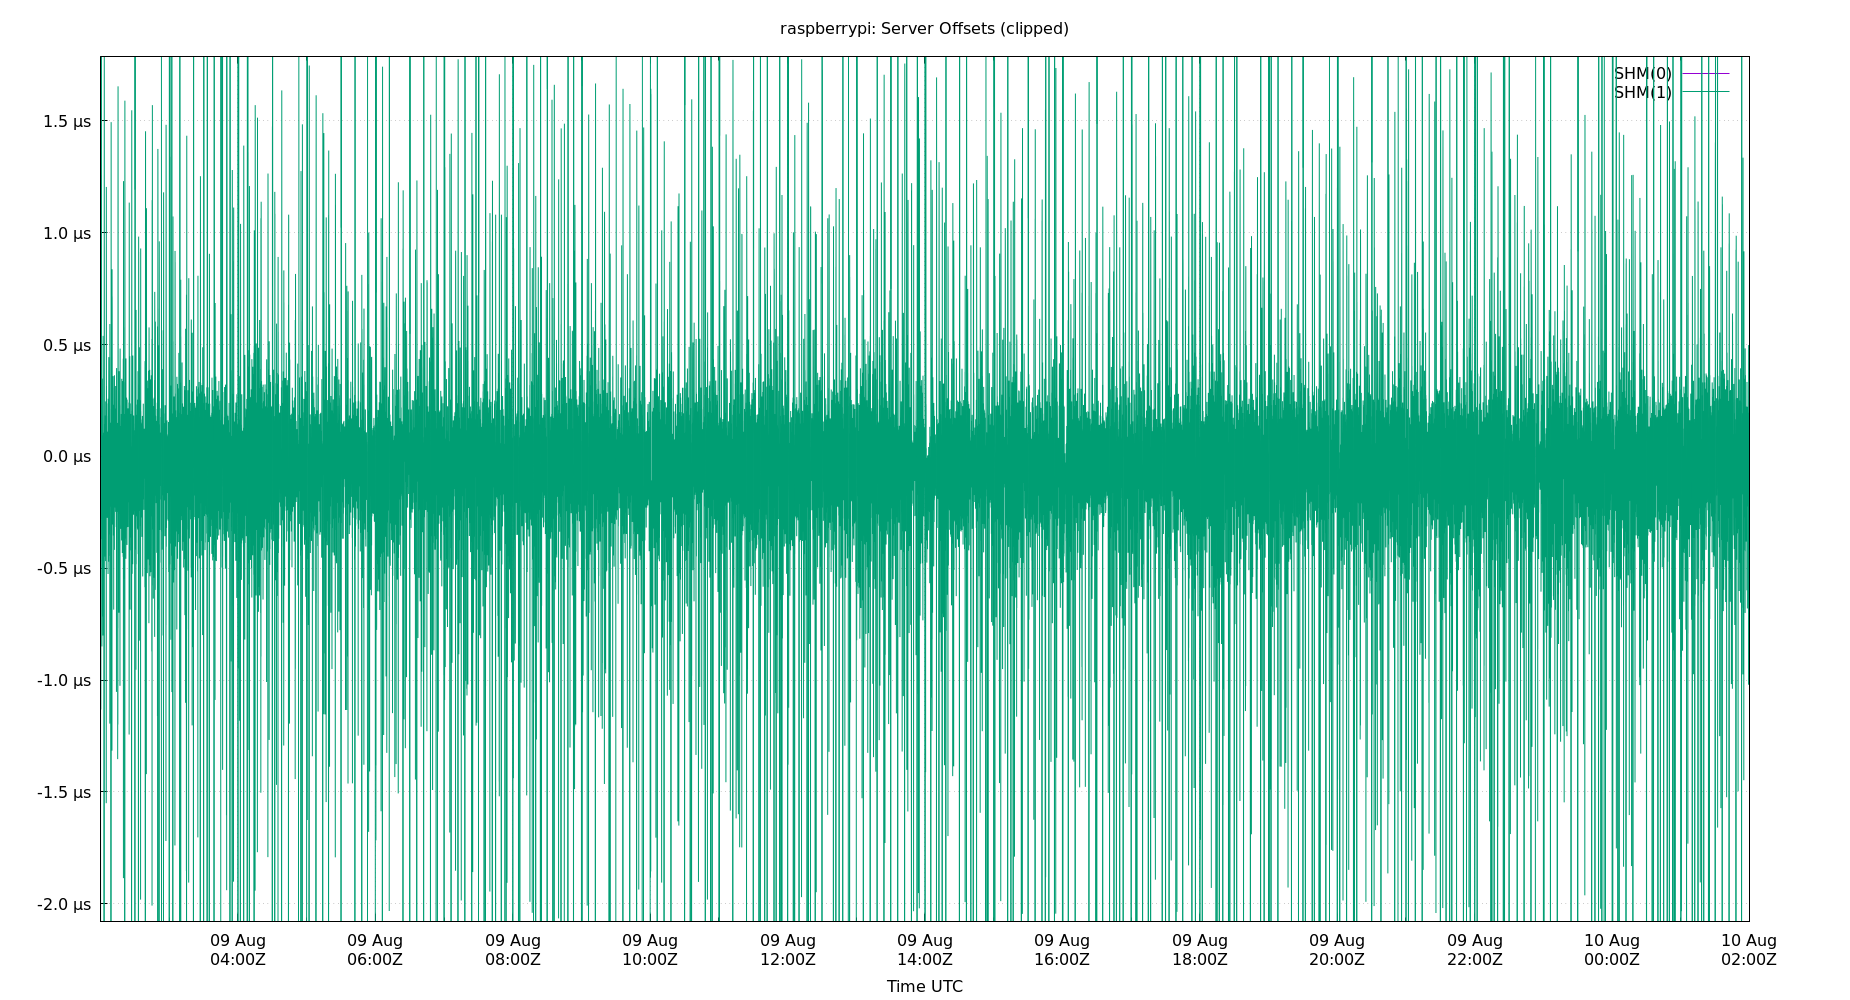 raspberrypi: Server Offsets (clipped)
SHM(0)
SHM(1)
1.5 µs
1.0 µs
0.5 µs
0.0 µs
-0.5 µs
-1.0 µs
-1.5 µs
-2.0 µs
09 Aug 09 Aug 09 Aug 09 Aug 09 Aug 09 Aug 09 Aug 09 Aug 09 Aug 09 Aug 10 Aug 10 Aug
04:00Z 06:00Z 08:00Z 10:00Z 12:00Z 14:00Z 16:00Z 18:00Z 20:00Z 22:00Z 00:00Z 02:00Z
Time UTC